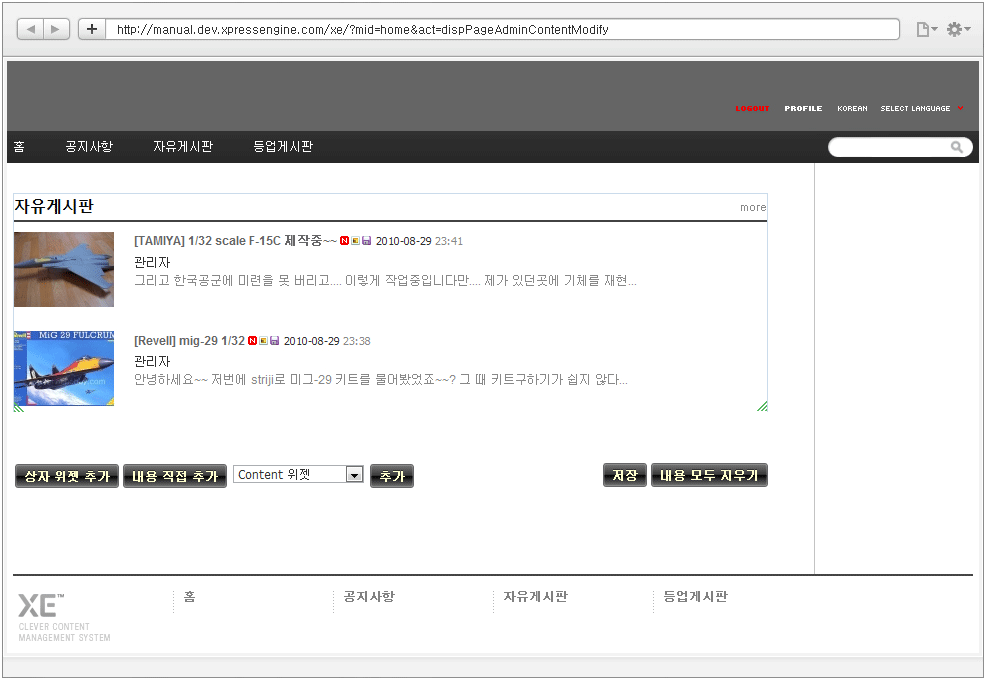 http://manual.dev.xpressengine.com/xe/?mid=home&act=dispPageAdminContentModify
LOGOUT PROFILE KOREAN SELECT LANGUAGE
홈 공지사항 자유게시판 등업게시판
자유게시판 more
[TAMIYA] 1/32 scale F-15C 제작중~~ N 2010-08-29 23:41
관리자
그리고 한국공군에 미련을 못 버리고.... 이렇게 작업중입니다만.... 제가 있던곳에 기체를 재현...
MiG 29 FULCRUM
[Revell] mig-29 1/32 N 2010-08-29 23:38
관리자
안녕하세요~~ 저번에 striji로 미그-29 키트를 물어봤었죠~~? 그 때 키트구하기가 쉽지 않다...
상자 위젯 추가 내용 직접 추가 Content 위젯 추가 저장 내용 모두 지우기
XE™ 홈 공지사항 자유게시판 등업게시판
CLEVER CONTENT
MANAGEMENT SYSTEM